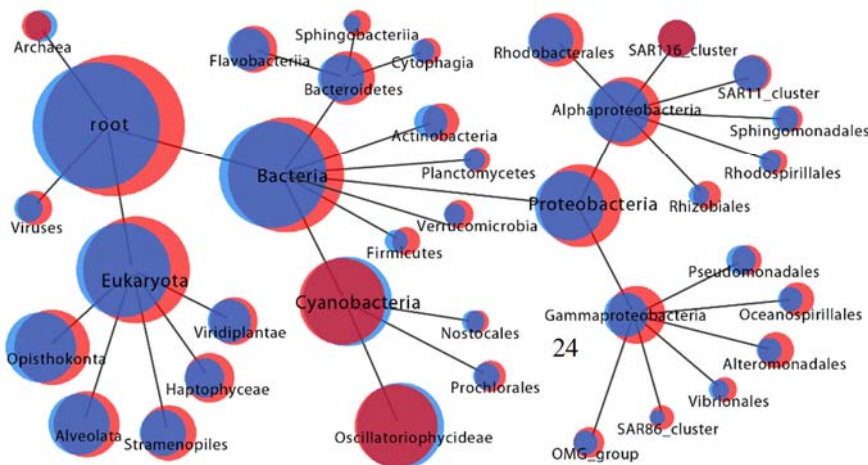 Archaea
root
Viruses
Eukaryota
Opisthokonta
Alveolata
Stramenopiles
Haptophyceae
Viridiplantae
Sphingobacteriia
Flavobacteriia
Cytophagia
Bacteroidetes
Actinobacteria
Bacteria
Planctomycetes
Verrucomicrobia
Firmicutes
Cyanobacteria
Nostocales
Prochlorales
Oscillatoriophycideae
Rhodobacterales
SAR116_cluster
SAR11_cluster
Alphaproteobacteria
Sphingomonadales
Rhodospirillales
Rhizobiales
Proteobacteria
Pseudomonadales
Oceanospirillales
Gammaproteobacteria
24
Alteromonadales
Vibrionales
SAR86_cluster
OMG_group